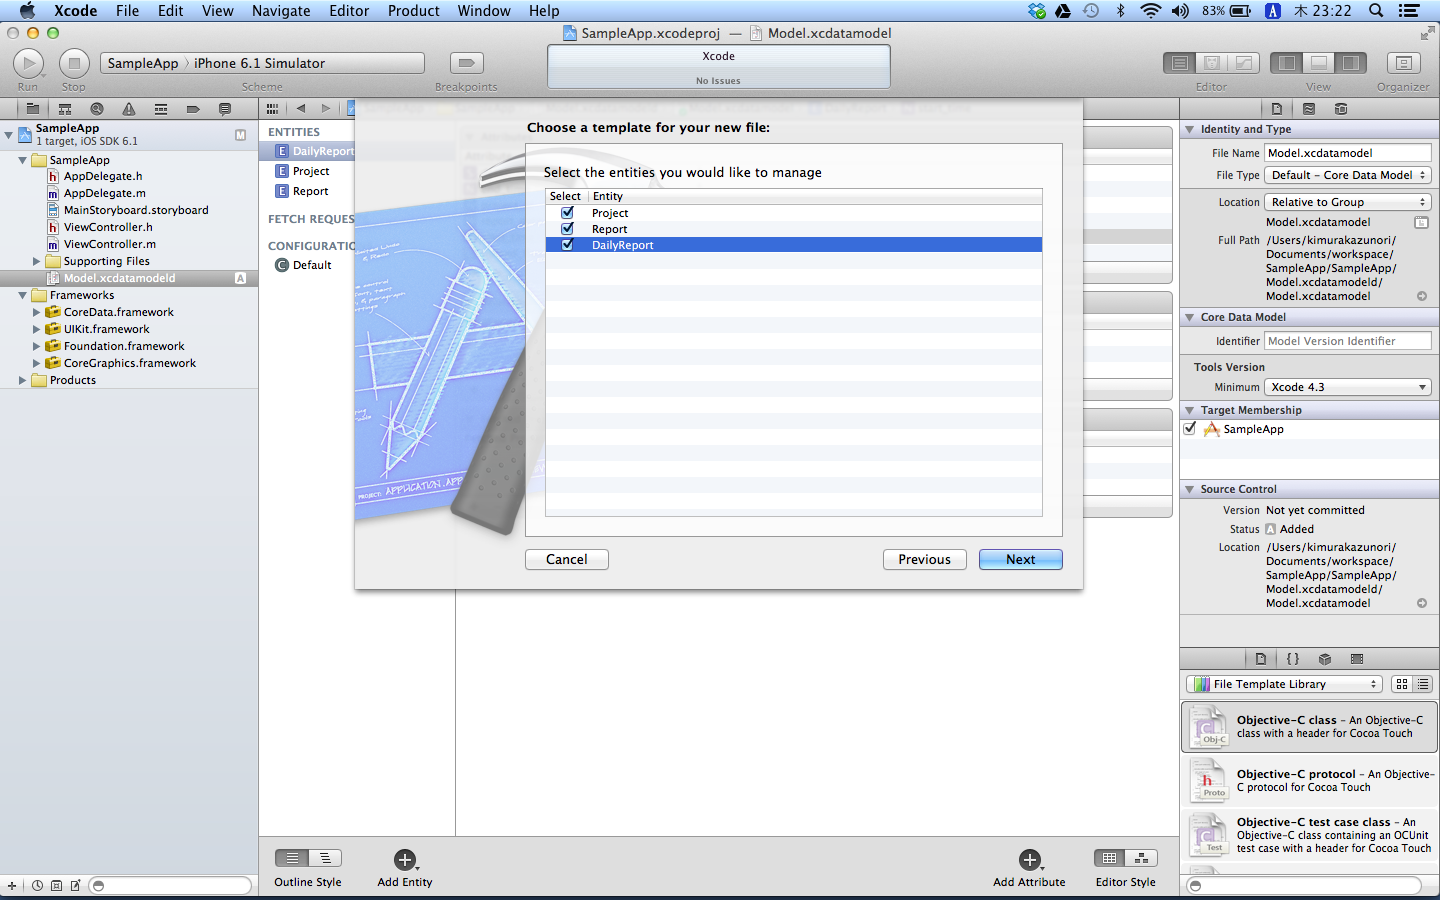 Xcode File Edit View Navigate Editor Product Window Help 83% A 木 23:22
SampleApp.xcodeproj — Model.xcdatamodel
SampleApp iPhone 6.1 Simulator
Xcode
No Issues
Run Stop Scheme Breakpoints Editor View Organizer
SampleApp M
1 target, iOS SDK 6.1
SampleApp
h AppDelegate.h
m AppDelegate.m
MainStoryboard.storyboard
h ViewController.h
m ViewController.m
Supporting Files
Model.xcdatamodeld A
Frameworks
CoreData.framework
UIKit.framework
Foundation.framework
CoreGraphics.framework
Products
ENTITIES
E DailyReport
E Project
E Report
FETCH REQUES
CONFIGURATIO
C Default
Choose a template for your new file:
Select the entities you would like to manage
Select Entity
Project
Report
DailyReport
PROJECT: APPLICATION.APP
Cancel Previous Next
Outline Style Add Entity Add Attribute Editor Style
Identity and Type
File Name Model.xcdatamodel
File Type Default - Core Data Model
Location Relative to Group
Model.xcdatamodel
Full Path /Users/kimurakazunori/
Documents/workspace/
SampleApp/SampleApp/
Model.xcdatamodeld/
Model.xcdatamodel
Core Data Model
Identifier Model Version Identifier
Tools Version
Minimum Xcode 4.3
Target Membership
SampleApp
Source Control
Version Not yet committed
Status A Added
Location /Users/kimurakazunori/
Documents/workspace/
SampleApp/SampleApp/
Model.xcdatamodeld/
Model.xcdatamodel
{ }
File Template Library
Obj-C
Objective-C class - An Objective-C
class with a header for Cocoa Touch
h
Proto
Objective-C protocol - An Objective-
C protocol for Cocoa Touch
Test
Objective-C test case class - An
Objective-C class containing an OCUnit
test case with a header for Cocoa Touch